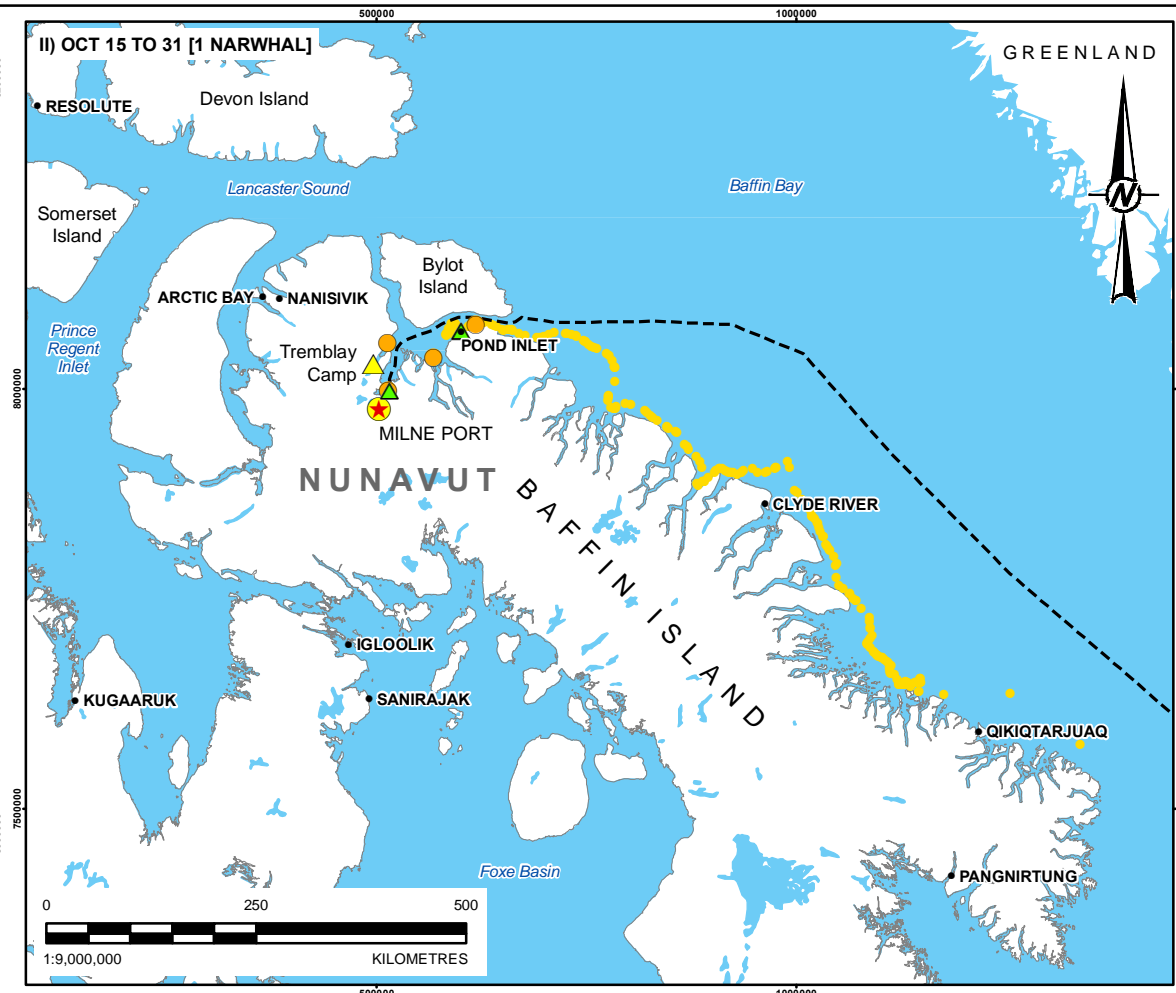 500000
1000000
II) OCT 15 TO 31 [1 NARWHAL]
GREENLAND
RESOLUTE
Devon Island
N
Lancaster Sound
Baffin Bay
Somerset
Island
Bylot
Island
ARCTIC BAY
NANISIVIK
Prince
Regent
Inlet
POND INLET
Tremblay
Camp
8000000
MILNE PORT
NUNAVUT
BAFFIN ISLAND
CLYDE RIVER
IGLOOLIK
SANIRAJAK
KUGAARUK
QIKIQTARJUAQ
7500000
Foxe Basin
PANGNIRTUNG
0
250
500
1:9,000,000
KILOMETRES